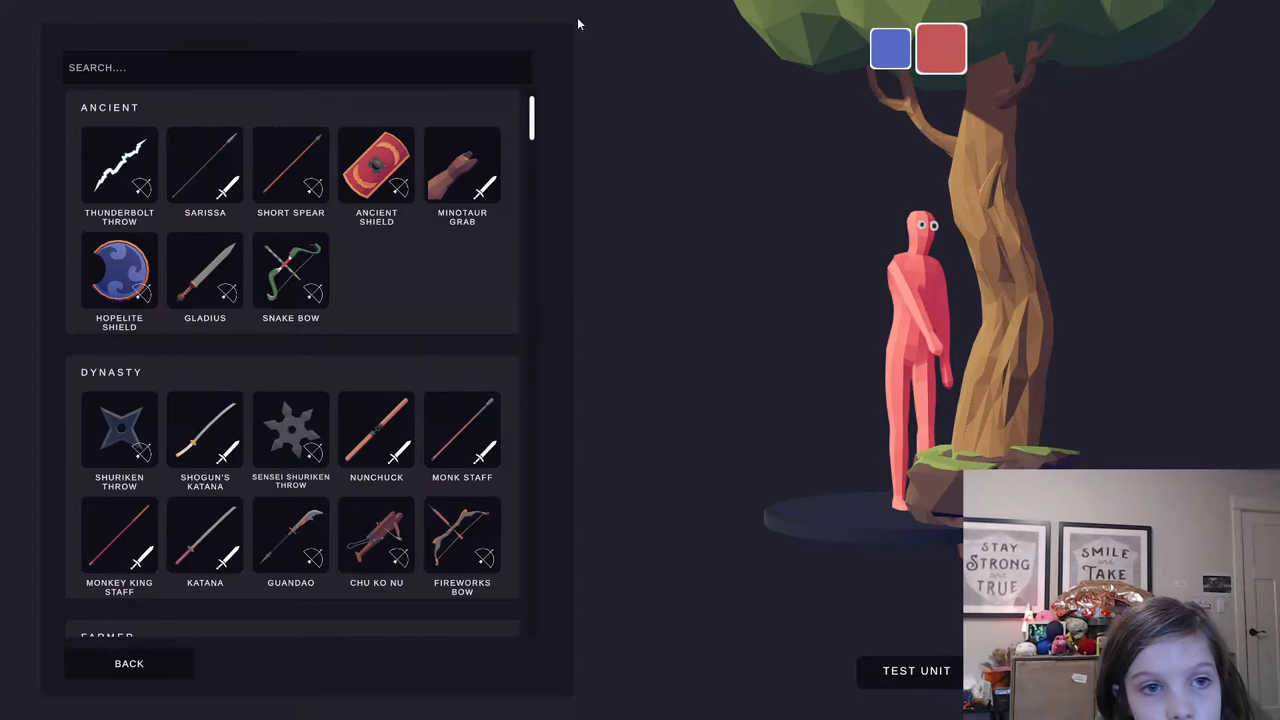 SEARCH....
ANCIENT
THUNDERBOLT
THROW
SARISSA
SHORT SPEAR
ANCIENT
SHIELD
MINOTAUR
GRAB
HOPELITE
SHIELD
GLADIUS
SNAKE BOW
DYNASTY
SHURIKEN
THROW
SHOGUN'S
KATANA
SENSEI SHURIKEN
THROW
NUNCHUCK
MONK STAFF
MONKEY KING
STAFF
KATANA
GUANDAO
CHU KO NU
FIREWORKS
BOW
FARMER
BACK
TEST UNIT
STAY
STRONG
and
TRUE
SMILE
and
TAKE